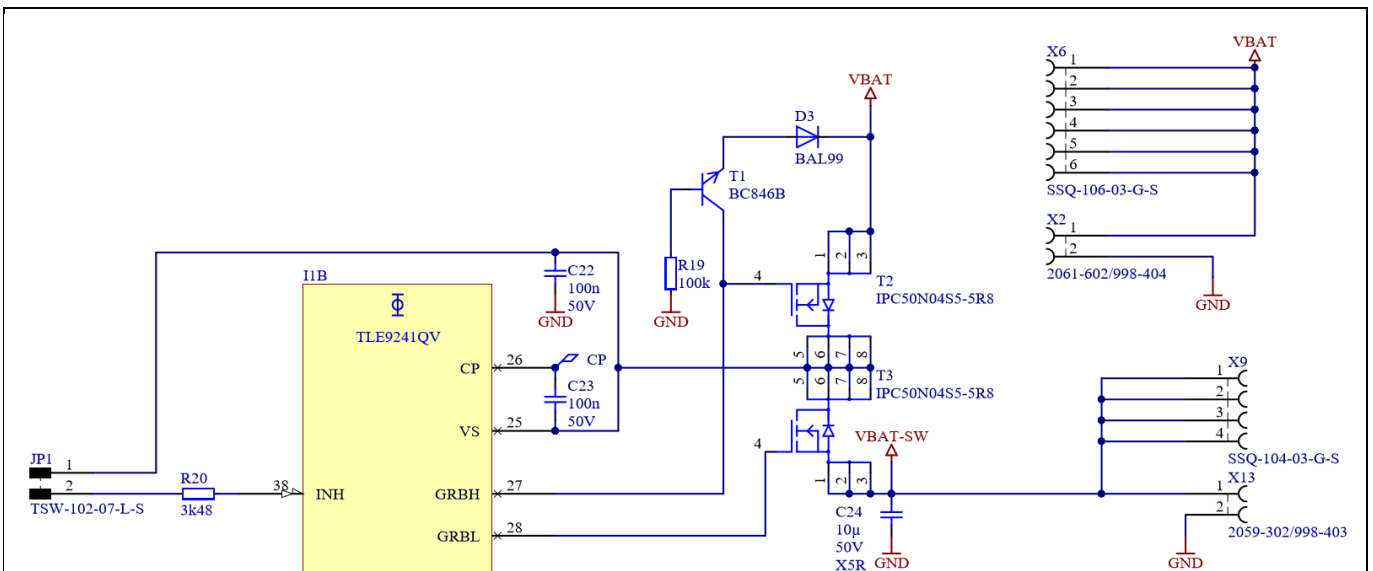 X6
VBAT
1
2
3
4
5
6
SSQ-106-03-G-S
VBAT
D3
BAL99
T1
BC846B
X2
1
2
2061-602/998-404
GND
R19
100k
GND
C22
100n
50V
GND
1
2
3
4
T2
IPC50N04S5-5R8
5
6
7
8
5
6
7
8
T3
IPC50N04S5-5R8
4
1
2
3
I1B
TLE9241QV
CP
26
CP
C23
100n
50V
VS
25
JP1
1
2
TSW-102-07-L-S
R20
3k48
38
INH
GRBH
27
GRBL
28
VBAT-SW
C24
10µ
50V
X5R
GND
X9
1
2
3
4
SSQ-104-03-G-S
X13
1
2
2059-302/998-403
GND